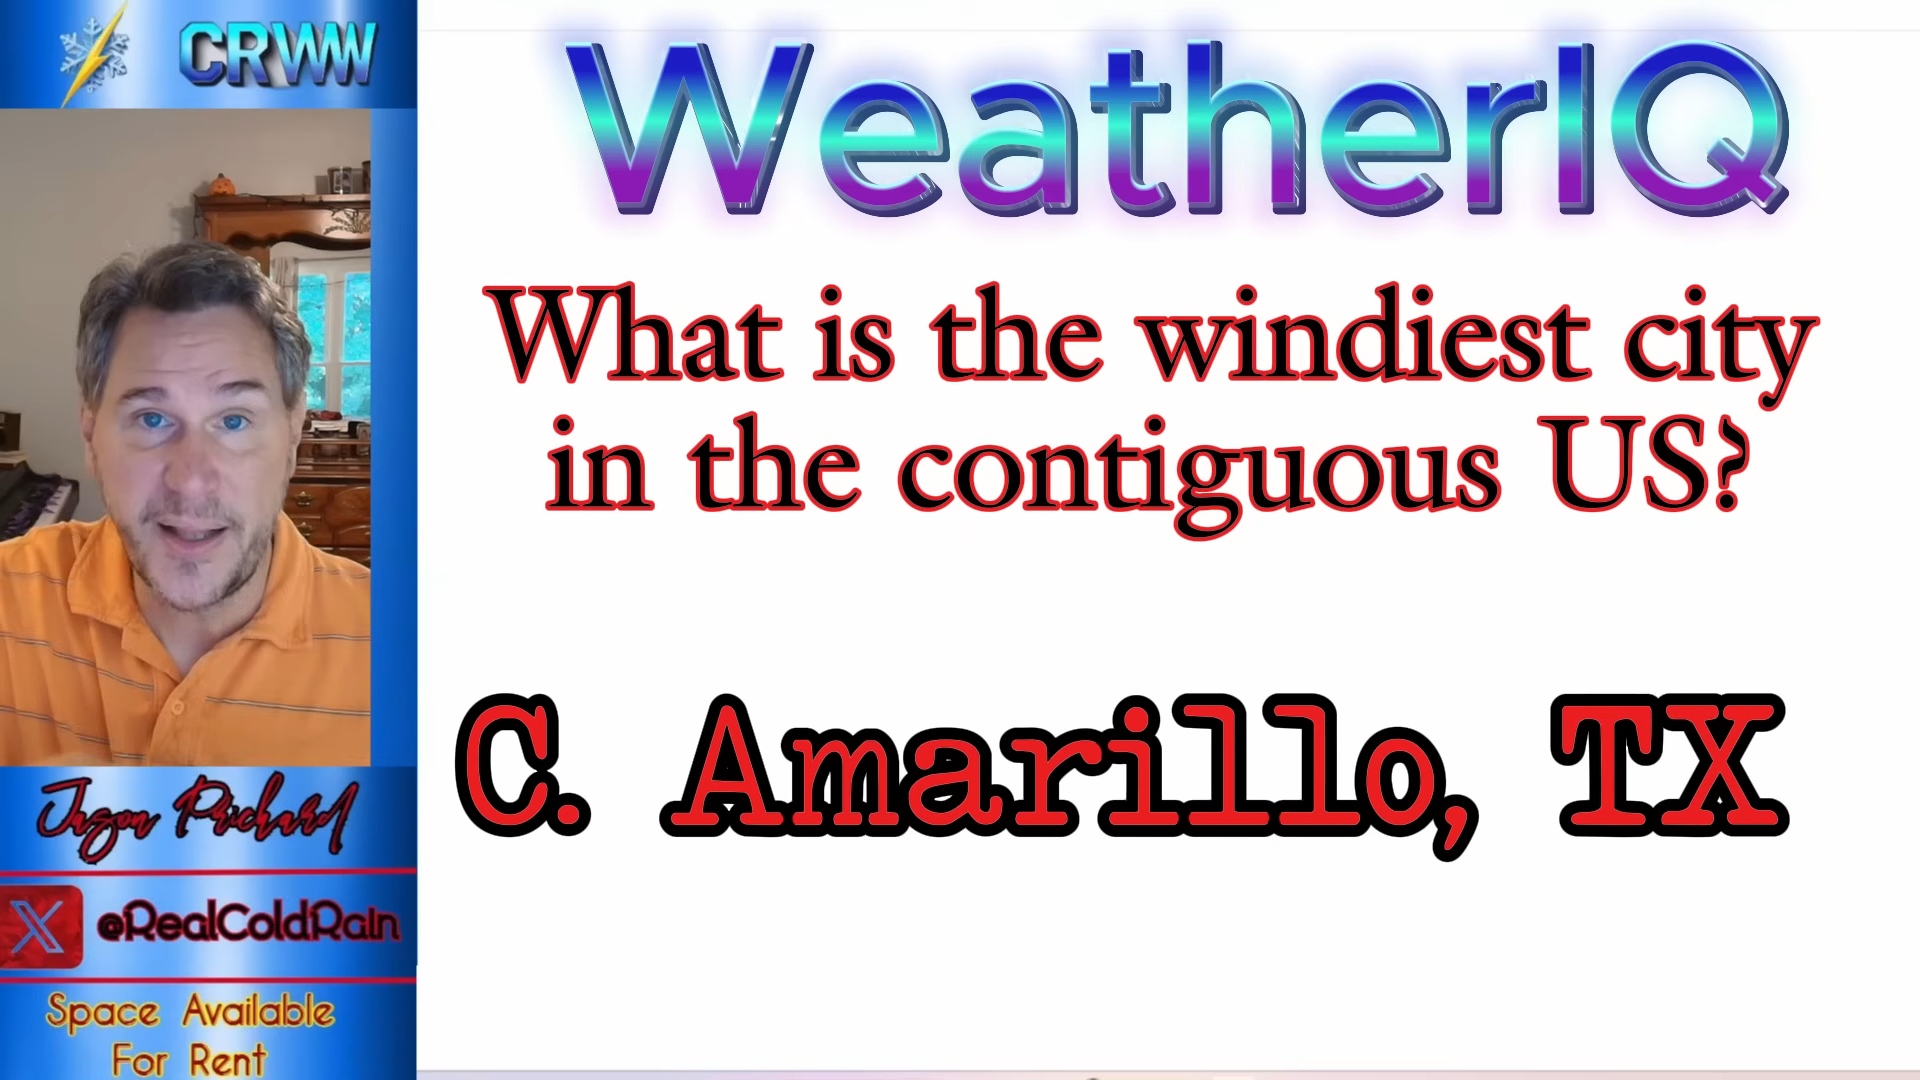 CRWW
WeatherIQ
What is the windiest city
in the contiguous US?
C. Amarillo, TX
Jason Prichard
X @RealColdRain
Space Available
For Rent